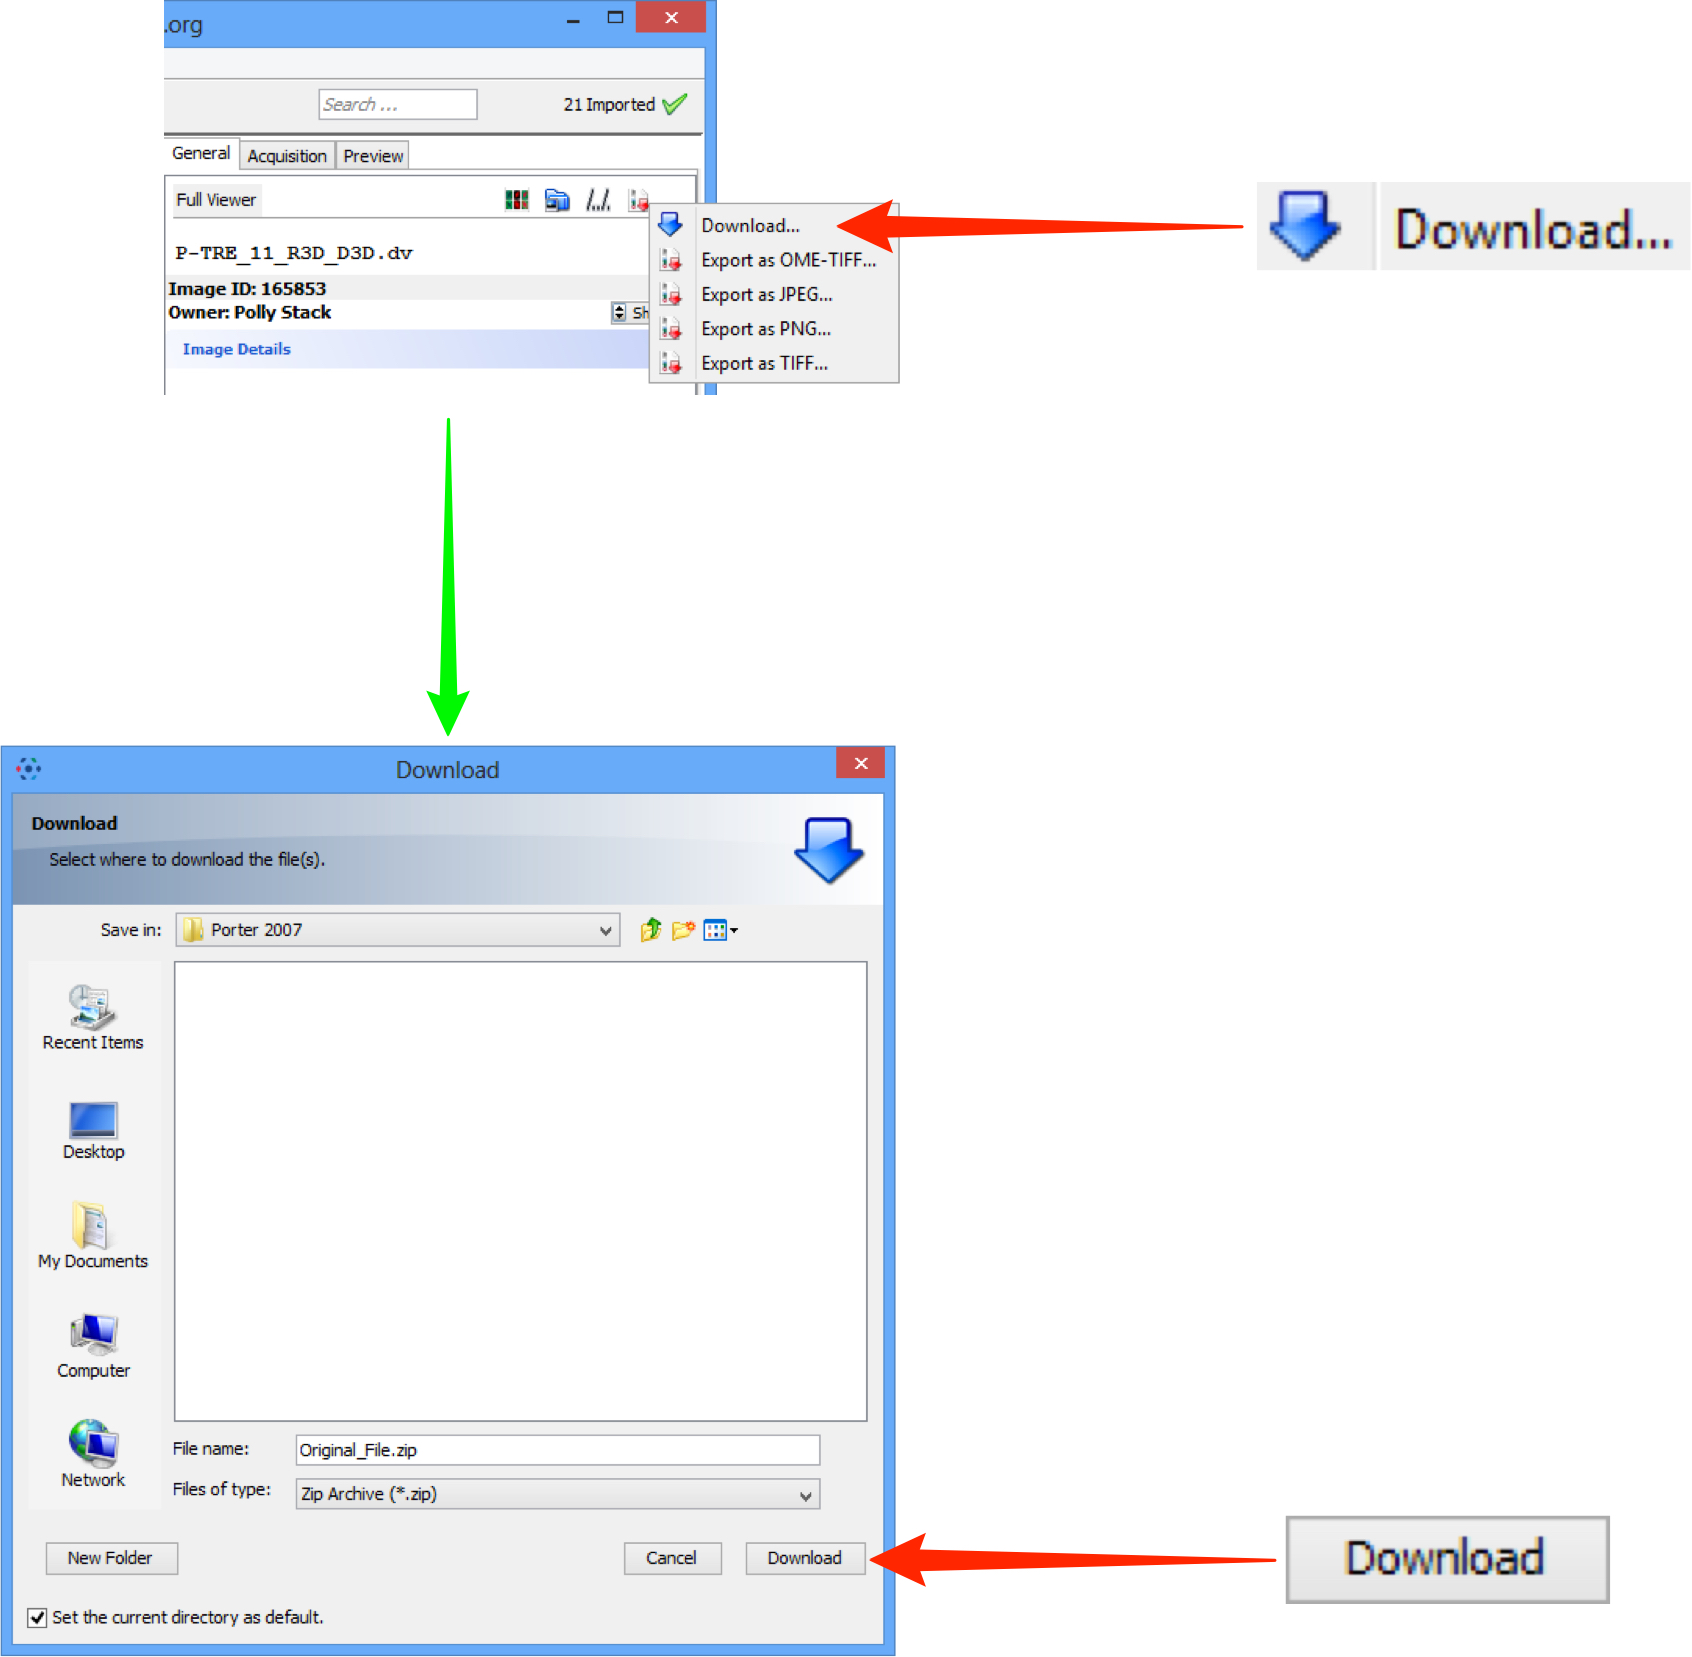 .org
Search ...
21 Imported
General
Acquisition
Preview
Full Viewer
P-TRE_11_R3D_D3D.dv
Image ID: 165853
Owner: Polly Stack
Sh
Image Details
Download...
Export as OME-TIFF...
Export as JPEG...
Export as PNG...
Export as TIFF...
Download...
Download
Download
Select where to download the file(s).
Save in:
Porter 2007
Recent Items
Desktop
My Documents
Computer
Network
File name:
Original_File.zip
Files of type:
Zip Archive (*.zip)
New Folder
Cancel
Download
Download
Set the current directory as default.